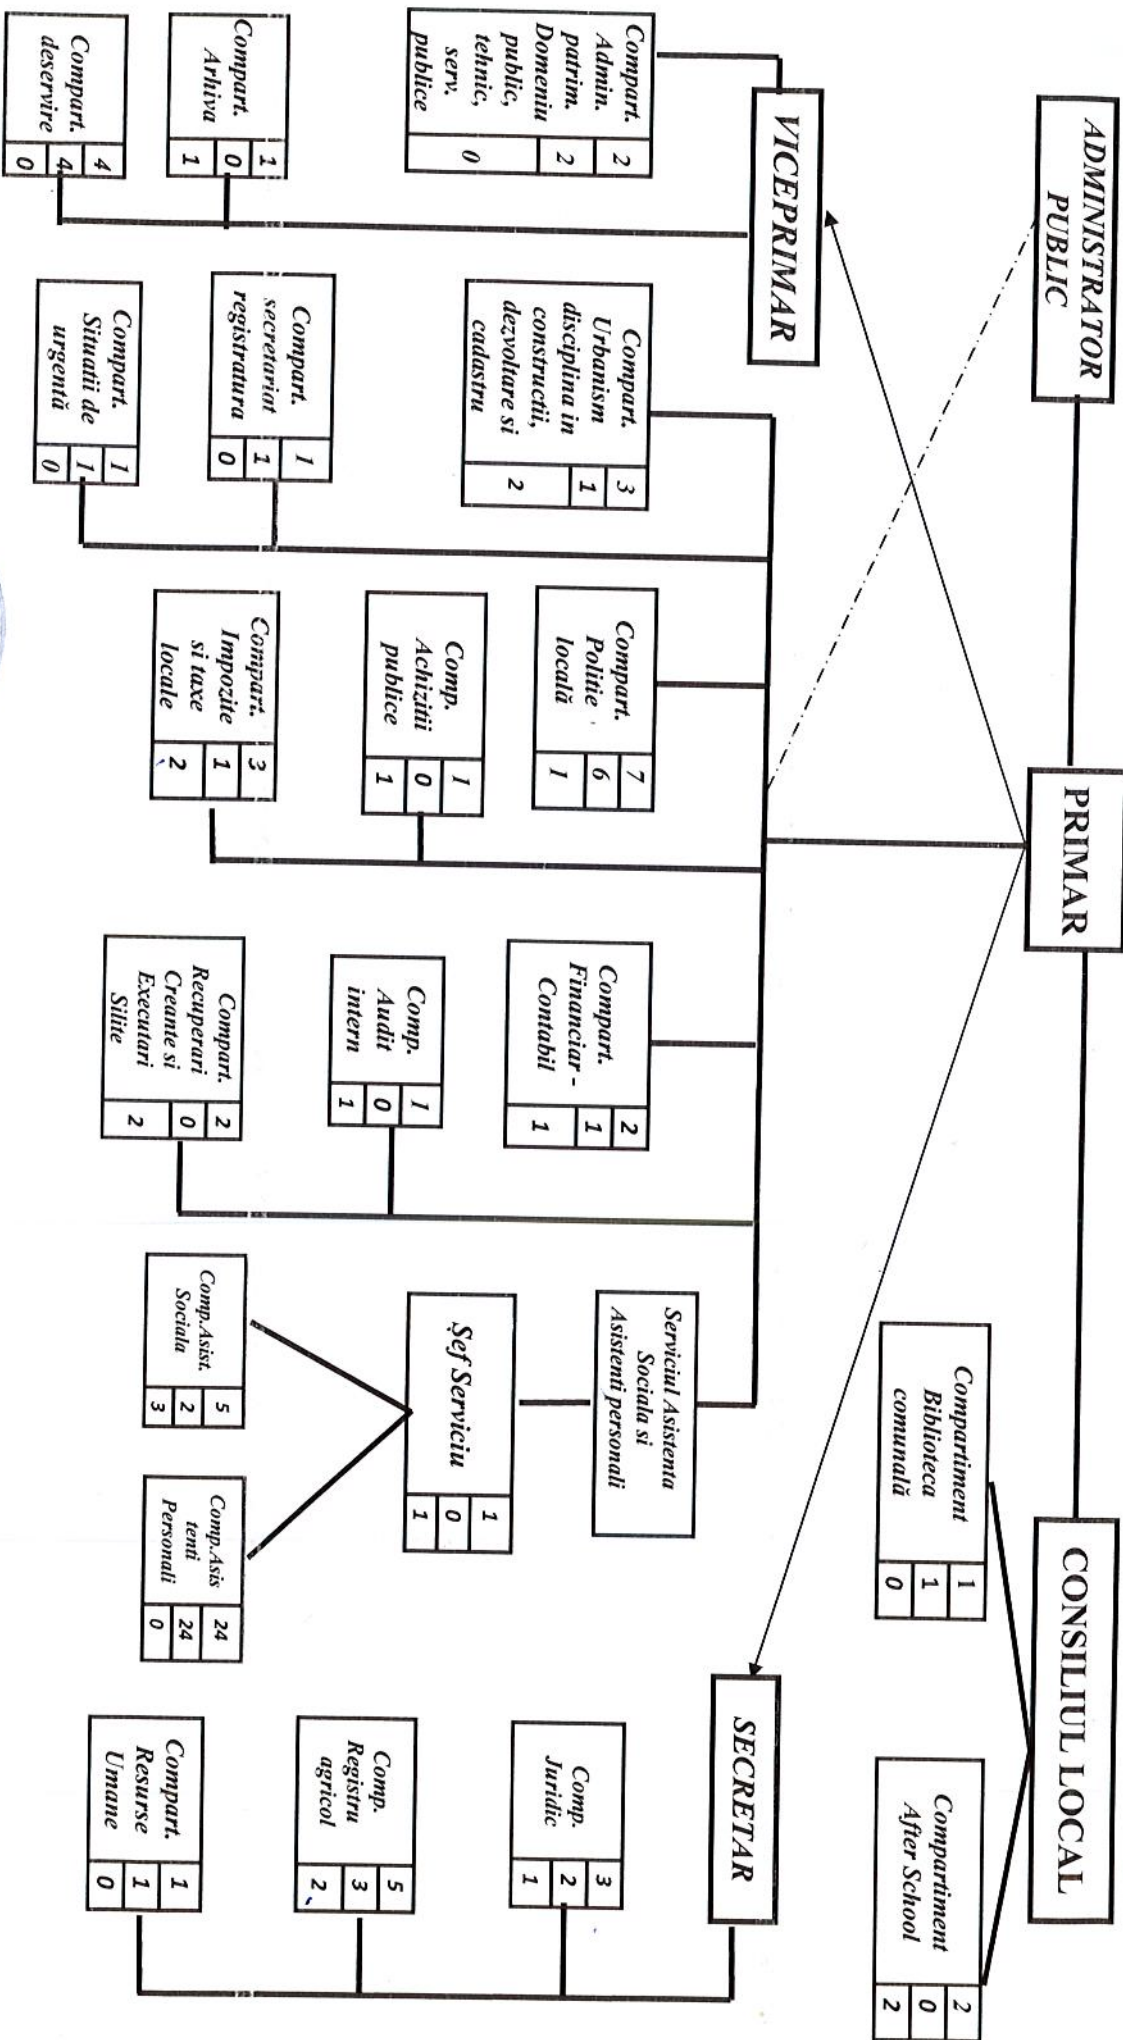 ADMINISTRATOR
PUBLIC
PRIMAR
CONSILIUL LOCAL
Compartiment
Biblioteca
comunală
1
1
0
Compartiment
After School
2
0
2
VICEPRIMAR
SECRETAR
Compart.
Admin.
patrim.
Domeniu
public,
tehnic,
serv.
publice
2
2
0
Compart.
Arhiva
1
0
1
Compart.
deservire
4
4
0
Compart.
Urbanism
disciplina in
constructii,
dezvoltare si
cadastru
3
1
2
Compart.
secretariat
registratura
1
1
0
Compart.
Situatii de
urgentă
1
1
0
Compart.
Politie
locală
7
6
1
Comp.
Achizitii
publice
1
0
1
Compart.
Impozite
si taxe
locale
3
1
2
Compart.
Financiar -
Contabil
2
1
1
Comp.
Audit
intern
1
0
1
Compart.
Recuperari
Creante si
Executari
Silite
2
0
2
Serviciul Asistenta
Sociala si
Asistenti personali
Șef Serviciu
1
0
1
Comp.Asist.
Sociala
5
2
3
Comp.Asis
tenti
Personali
24
24
0
Comp.
Juridic
3
2
1
Comp.
Registru
agricol
5
3
2
Compart.
Resurse
Umane
1
1
0